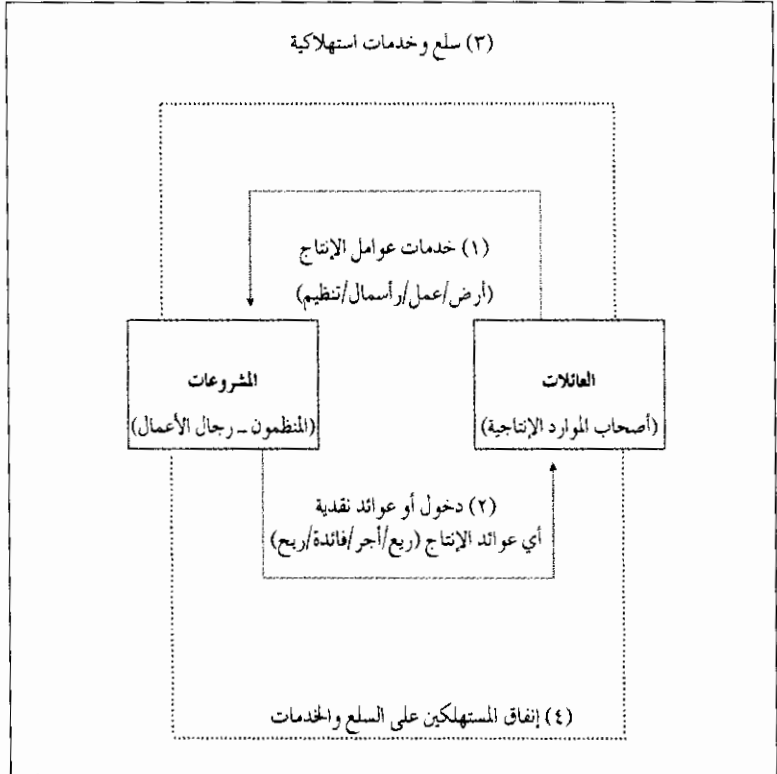 (٣) سلع وخدمات استهلاكية
(١) خدمات عوامل الإنتاج
(أرض/عمل/رأسمال/تنظيم)
المشروعات
(المنظمون – رجال الأعمال)
العائلات
(أصحاب الموارد الإنتاجية)
(٢) دخول أو عوائد نقدية
أي عوائد الإنتاج (ريع/أجر/فائدة/ربح)
(٤) إنفاق المستهلكين على السلع والخدمات